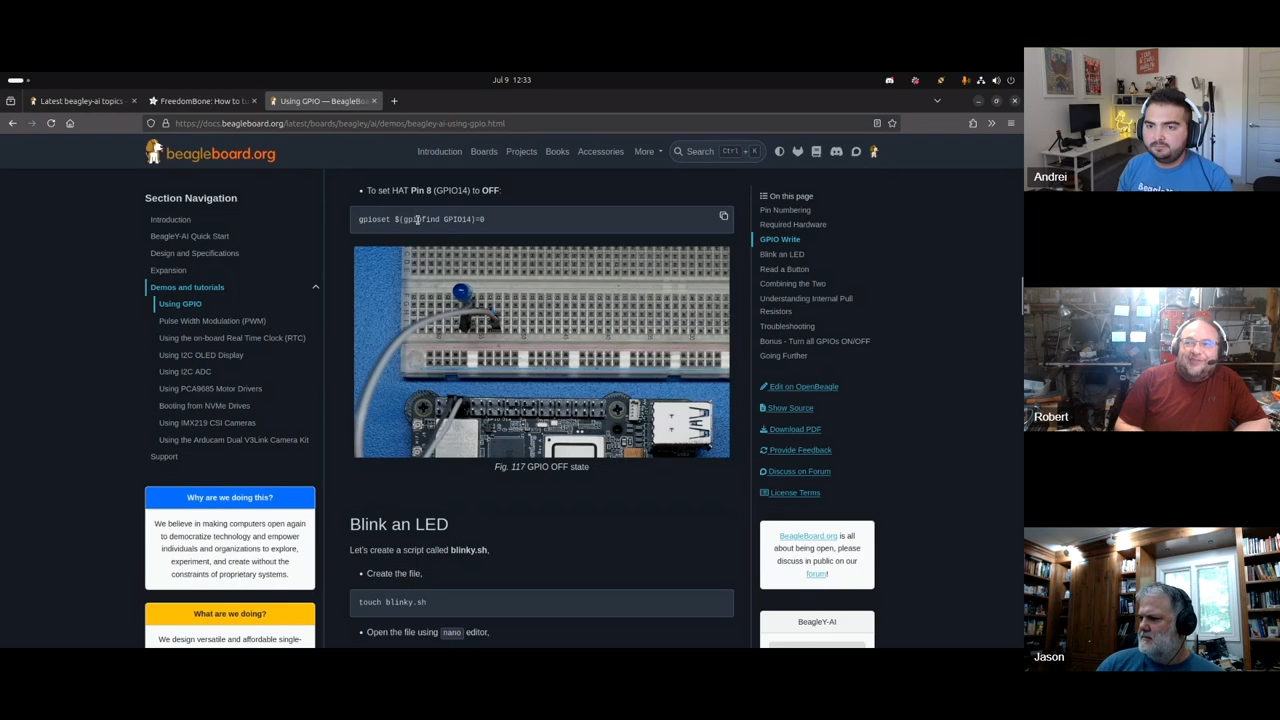 Jul 9 12:33
Latest beagley-ai topics -
FreedomBone: How to tu
Using GPIO — BeagleBoa
https://docs.beagleboard.org/latest/boards/beagley/ai/demos/beagley-ai-using-gpio.html
beagleboard.org
Introduction
Boards
Projects
Books
Accessories
More
Search
Ctrl + K
Section Navigation
Introduction
BeagleY-AI Quick Start
Design and Specifications
Expansion
Demos and tutorials
Using GPIO
Pulse Width Modulation (PWM)
Using the on-board Real Time Clock (RTC)
Using I2C OLED Display
Using I2C ADC
Using PCA9685 Motor Drivers
Booting from NVMe Drives
Using IMX219 CSI Cameras
Using the Arducam Dual V3Link Camera Kit
Support
Why are we doing this?
We believe in making computers open again
to democratize technology and empower
individuals and organizations to explore,
experiment, and create without the
constraints of proprietary systems.
What are we doing?
We design versatile and affordable single-
To set HAT Pin 8 (GPIO14) to OFF:
gpioset $(gpiofind GPIO14)=0
Fig. 117 GPIO OFF state
Blink an LED
Let's create a script called blinky.sh,
Create the file,
touch blinky.sh
Open the file using nano editor,
On this page
Pin Numbering
Required Hardware
GPIO Write
Blink an LED
Read a Button
Combining the Two
Understanding Internal Pull
Resistors
Troubleshooting
Bonus - Turn all GPIOs ON/OFF
Going Further
Edit on OpenBeagle
Show Source
Download PDF
Provide Feedback
Discuss on Forum
License Terms
BeagleBoard.org is all
about being open, please
discuss in public on our
forum!
BeagleY-AI
Andrei
Robert
Jason